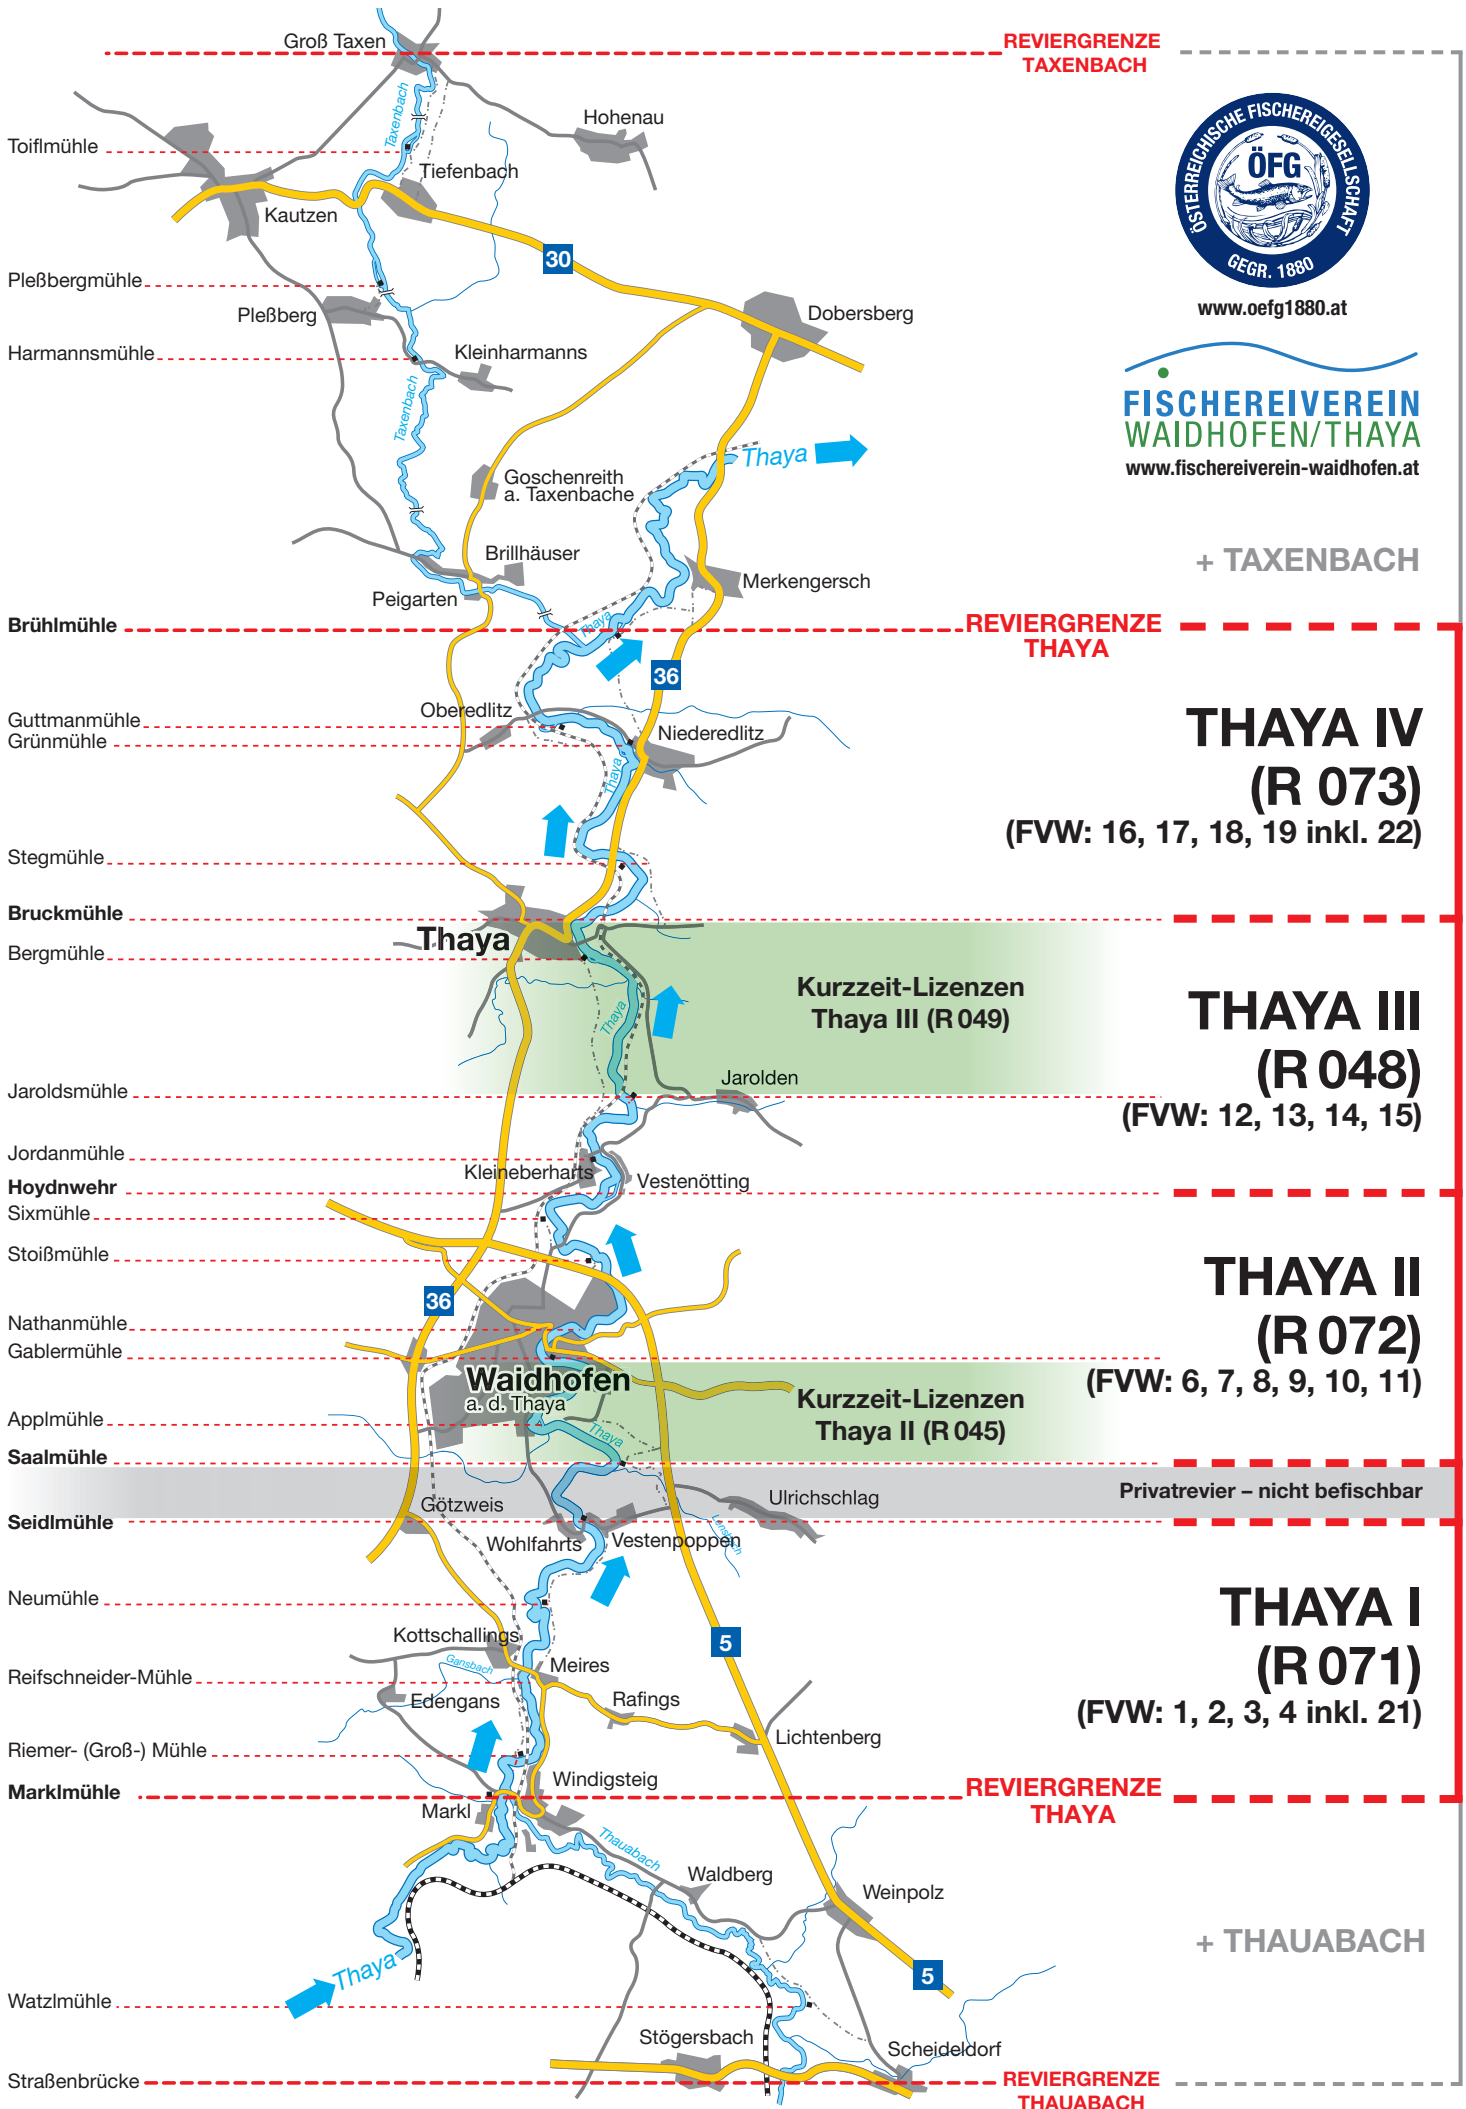 Groß Taxen
REVIERGRENZE
TAXENBACH
Taxenbach
Hohenau
Toiflmühle
Tiefenbach
Kautzen
ÖSTERREICHISCHE FISCHEREIGESELLSCHAFT
ÖFG
GEGR. 1880
www.oefg1880.at
30
Pleßbergmühle
Pleßberg
Dobersberg
Harmannsmühle
Kleinharmanns
Taxenbach
FISCHEREIVEREIN
WAIDHOFEN/THAYA
www.fischereiverein-waidhofen.at
Thaya
Goschenreith
a. Taxenbache
Brillhäuser
+ TAXENBACH
Merkengersch
Peigarten
Brühlmühle
Thaya
REVIERGRENZE
THAYA
36
Oberedlitz
Guttmanmühle
Grünmühle
Niederedlitz
THAYA IV
(R 073)
(FVW: 16, 17, 18, 19 inkl. 22)
Thaya
Stegmühle
Bruckmühle
Thaya
Bergmühle
Kurzzeit-Lizenzen
Thaya III (R 049)
Thaya
THAYA III
(R 048)
(FVW: 12, 13, 14, 15)
Jaroldsmühle
Jarolden
Jordanmühle
Kleineberharts
Vestenötting
Hoydnwehr
Sixmühle
Stoißmühle
36
THAYA II
(R 072)
(FVW: 6, 7, 8, 9, 10, 11)
Nathanmühle
Gablermühle
Waidhofen
a. d. Thaya
Kurzzeit-Lizenzen
Thaya II (R 045)
Applmühle
Thaya
Saalmühle
Privatrevier – nicht befischbar
Götzweis
Ulrichschlag
Seidlmühle
Wohlfahrts
Vestenpoppen
Neumühle
THAYA I
(R 071)
(FVW: 1, 2, 3, 4 inkl. 21)
Kottschallings
5
Gansbach
Meires
Reifschneider-Mühle
Edengans
Rafings
Lichtenberg
Riemer- (Groß-) Mühle
Windigsteig
Marklmühle
REVIERGRENZE
THAYA
Markl
Thauabach
Waldberg
Weinpolz
+ THAUABACH
Thaya
5
Watzlmühle
Stögersbach
Scheideldorf
Straßenbrücke
REVIERGRENZE
THAUABACH